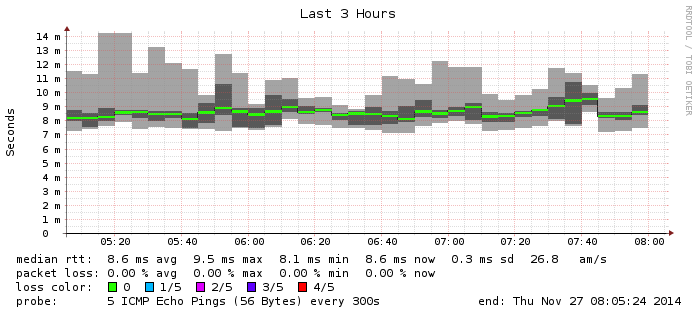 Last 3 Hours
RRDTOOL / TOBI OETIKER
Seconds
14 m
13 m
12 m
11 m
10 m
9 m
8 m
7 m
6 m
5 m
4 m
3 m
2 m
1 m
0
05:20 05:40 06:00 06:20 06:40 07:00 07:20 07:40 08:00
median rtt: 8.6 ms avg 9.5 ms max 8.1 ms min 8.6 ms now 0.3 ms sd 26.8 am/s
packet loss: 0.00 % avg 0.00 % max 0.00 % min 0.00 % now
loss color: 0 1/5 2/5 3/5 4/5
probe: 5 ICMP Echo Pings (56 Bytes) every 300s end: Thu Nov 27 08:05:24 2014